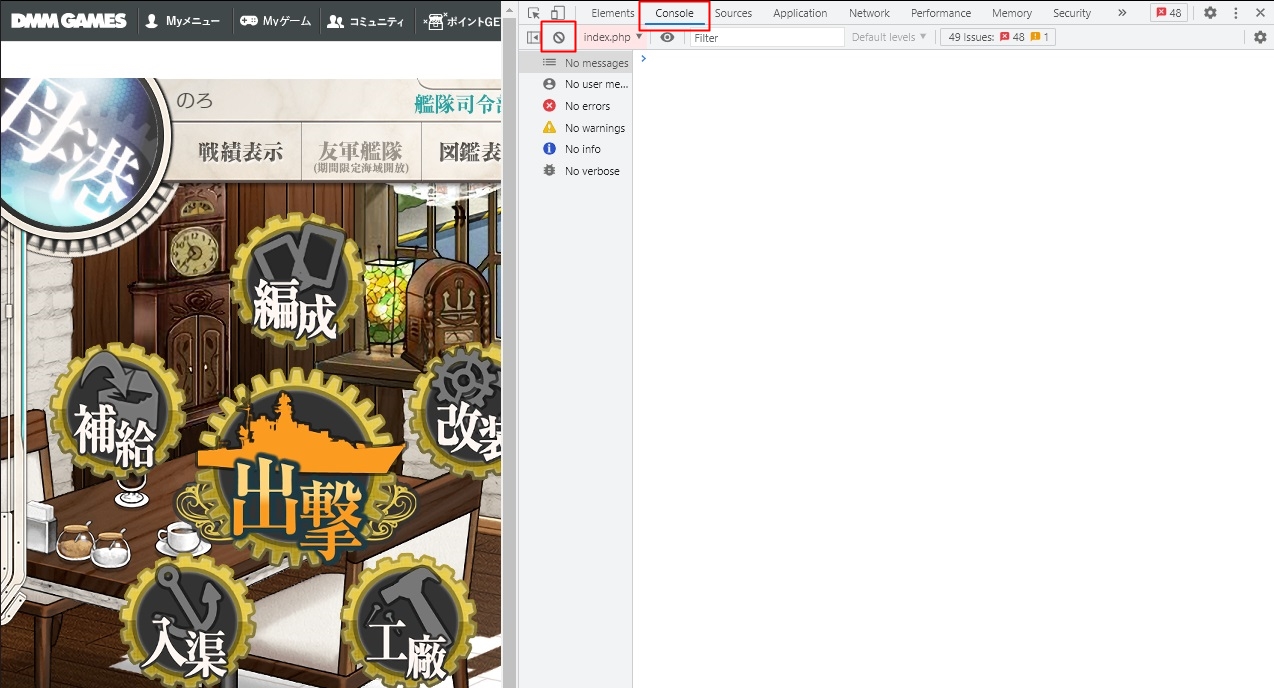 DMM GAMES Myメニュー Myゲーム コミュニティ ポイントGE
母港
のろ
艦隊司令部
戦績表示 友軍艦隊 図鑑表
(期間限定海域開放)
編成
補給
改装
出撃
入渠
工廠
Elements Console Sources Application Network Performance Memory Security » 48
index.php ▼ Filter Default levels ▼ 49 Issues: 48 1
No messages
No user me...
No errors
No warnings
No info
No verbose